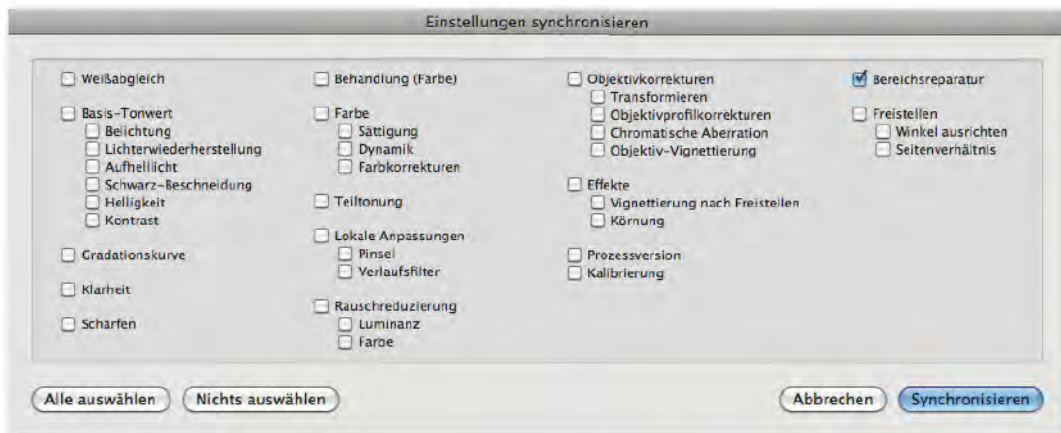 Einstellungen synchronisieren
Weißabgleich
Basis-Tonwert
Belichtung
Lichterwiederherstellung
Aufhelllicht
Schwarz-Beschneidung
Helligkeit
Kontrast
Gradationskurve
Klarheit
Schärfen
Behandlung (Farbe)
Farbe
Sättigung
Dynamik
Farbkorrekturen
Teiltonung
Lokale Anpassungen
Pinsel
Verlaufsfilter
Rauschreduzierung
Luminanz
Farbe
Objektivkorrekturen
Transformieren
Objektivprofilkorrekturen
Chromatische Aberration
Objektiv-Vignettierung
Effekte
Vignettierung nach Freistellen
Körnung
Prozessversion
Kalibrierung
Bereichsreparatur
Freistellen
Winkel ausrichten
Seitenverhältnis
Alle auswählen
Nichts auswählen
Abbrechen
Synchronisieren